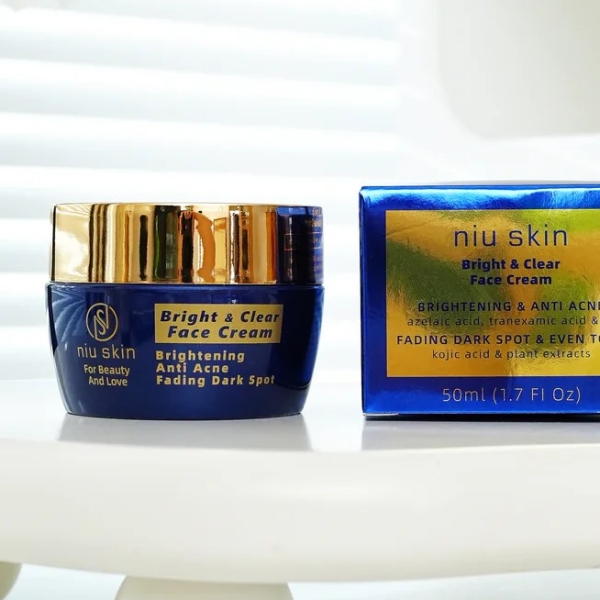 niu skin
For Beauty
And Love
Bright & Clear
Face Cream
Brightening
Anti Acne
Fading Dark Spot
niu skin
Bright & Clear
Face Cream
BRIGHTENING & ANTI ACNE
azelaic acid, tranexamic acid &
FADING DARK SPOT & EVEN
kojic acid & plant extracts
50ml (1.7 Fl Oz)